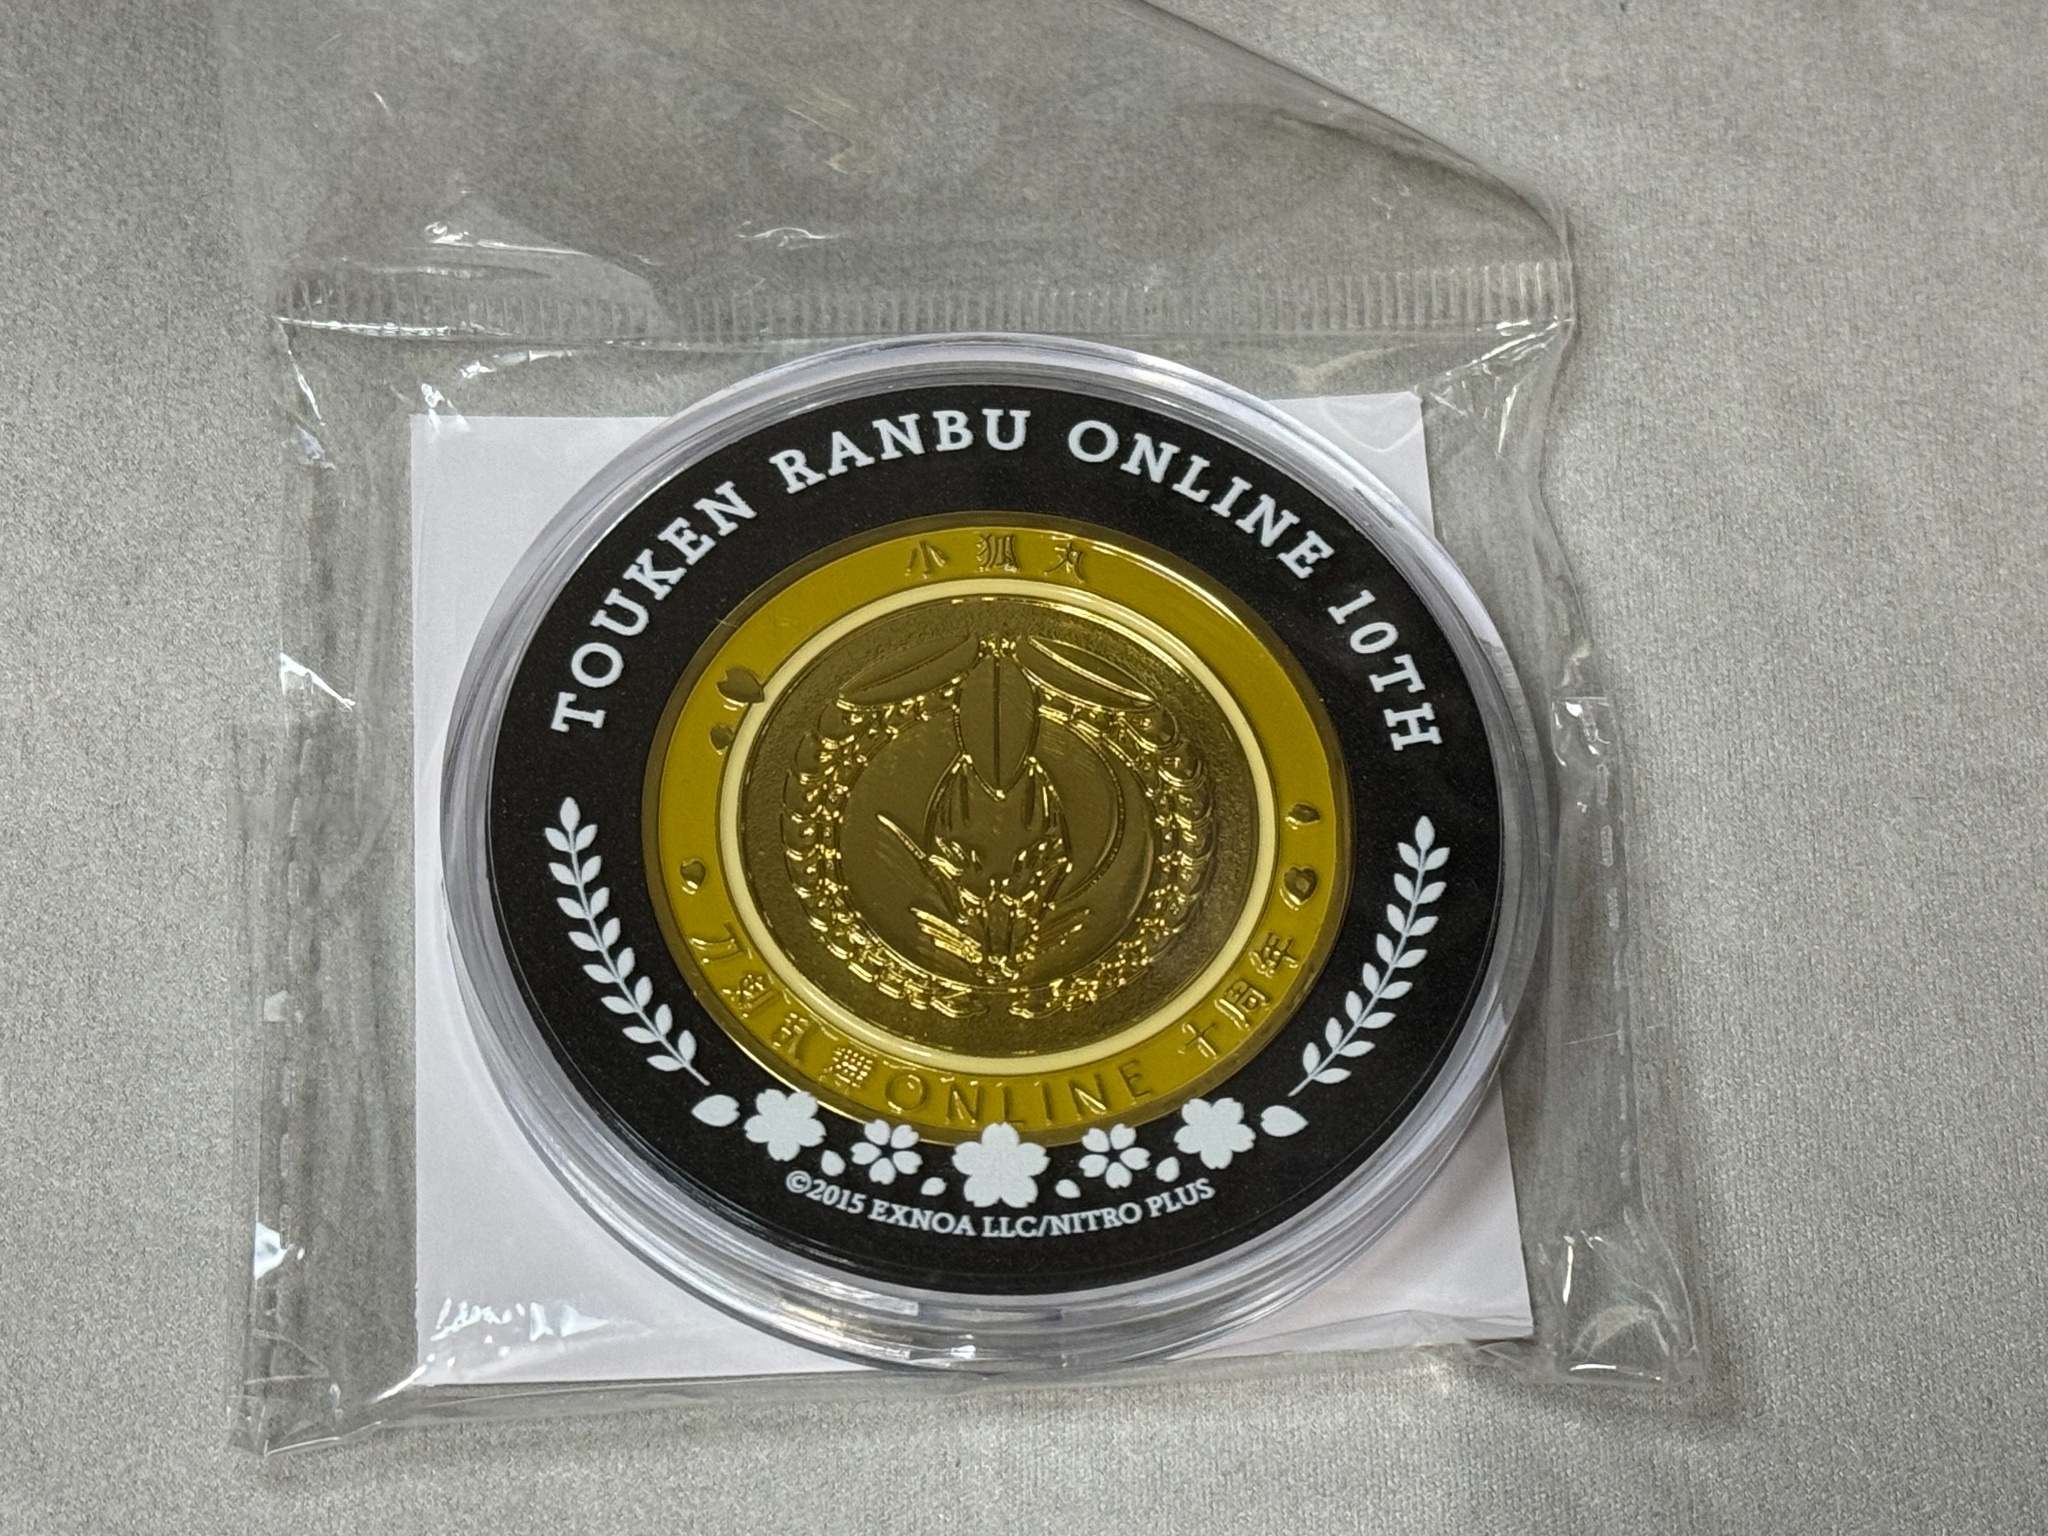 TOUKEN RANBU ONLINE 10TH
小狐丸
刀剣乱舞ONLINE 十周年
©2015 EXNOA LLC/NITRO PLUS